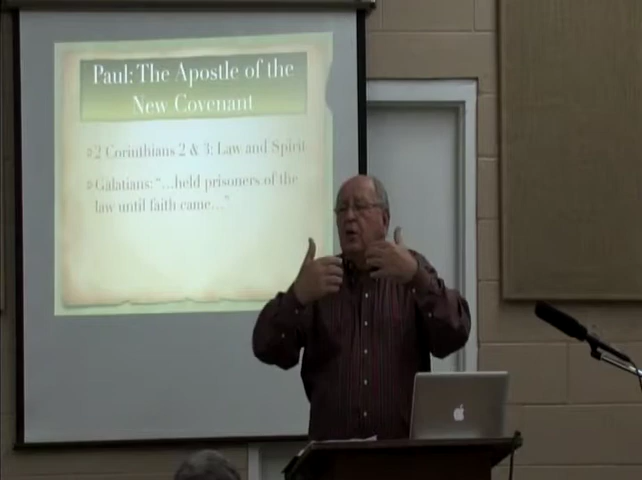 Paul: The Apostle of the
New Covenant
2 Corinthians 2 & 3: Law and Spirit
Galatians: “...held prisoners of the
law until faith came...”